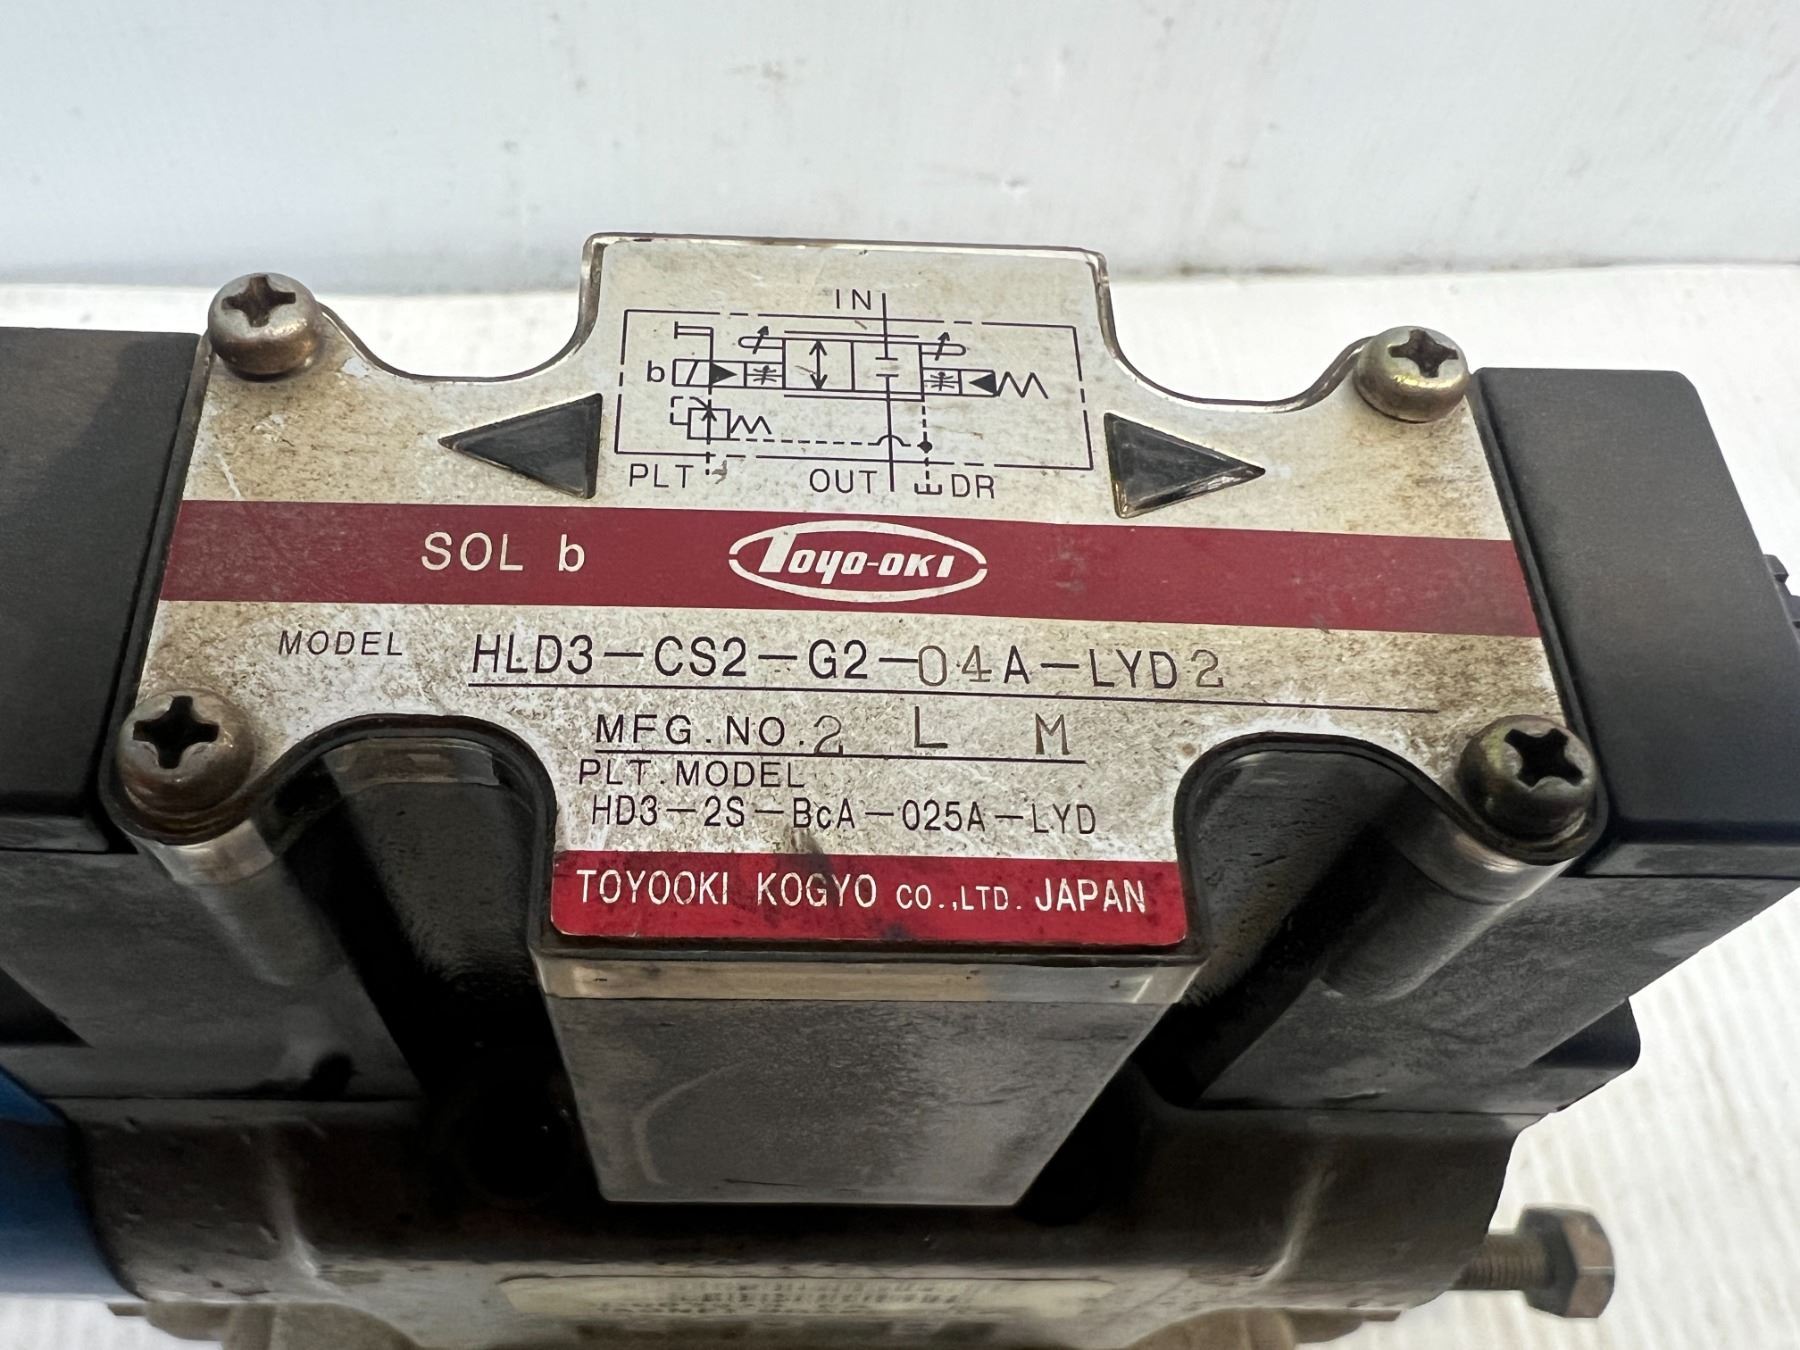 IN
b
PLT
OUT
DR
SOL b
TOYO-OKI
MODEL HLD3-CS2-G2-04A-LYD2
MFG.NO.2 L M
PLT.MODEL
HD3-2S-BcA-025A-LYD
TOYOOKI KOGYO CO.,LTD. JAPAN